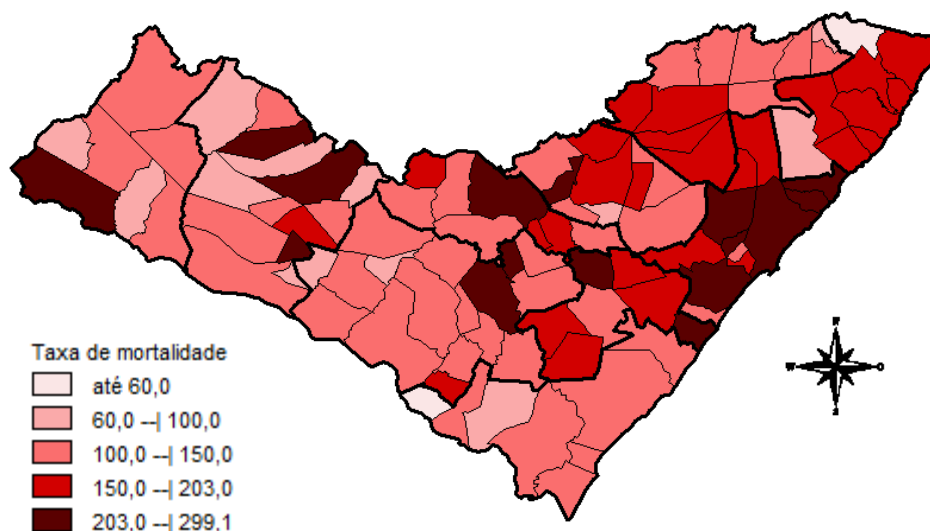 Taxa de mortalidade
até 60,0
60,0 --| 100,0
100,0 --| 150,0
150,0 --| 203,0
203,0 --| 299,1